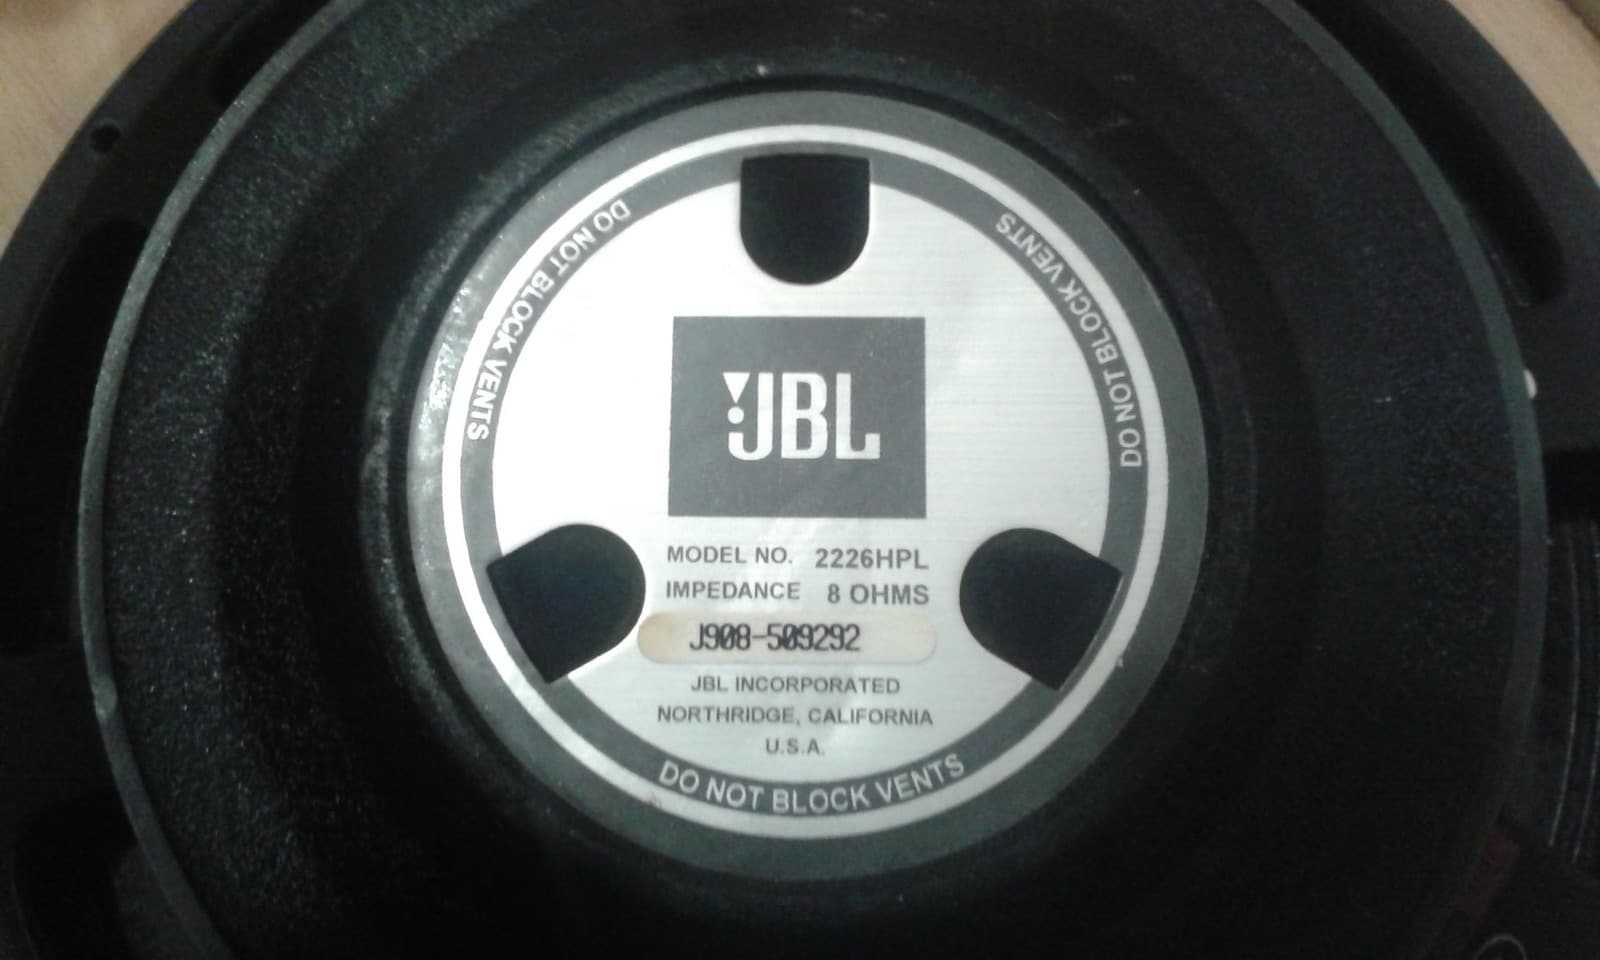 DO NOT BLOCK VENTS
DO NOT BLOCK VENTS
JBL
MODEL NO. 2226HPL
IMPEDANCE 8 OHMS
J908-509292
JBL INCORPORATED
NORTHRIDGE, CALIFORNIA
U.S.A.
DO NOT BLOCK VENTS